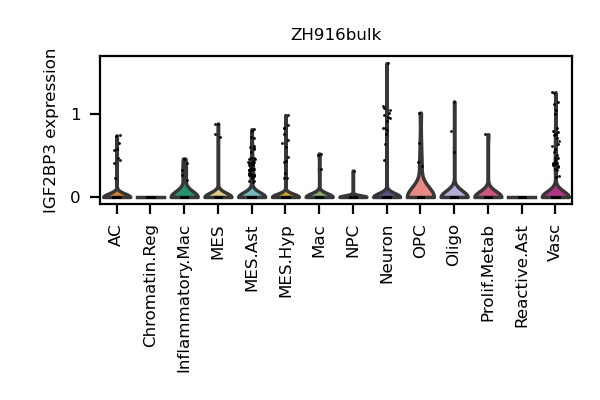 ZH916bulk
IGF2BP3 expression
1
0
AC
Chromatin.Reg
Inflammatory.Mac
MES
MES.Ast
MES.Hyp
Mac
NPC
Neuron
OPC
Oligo
Prolif.Metab
Reactive.Ast
Vasc